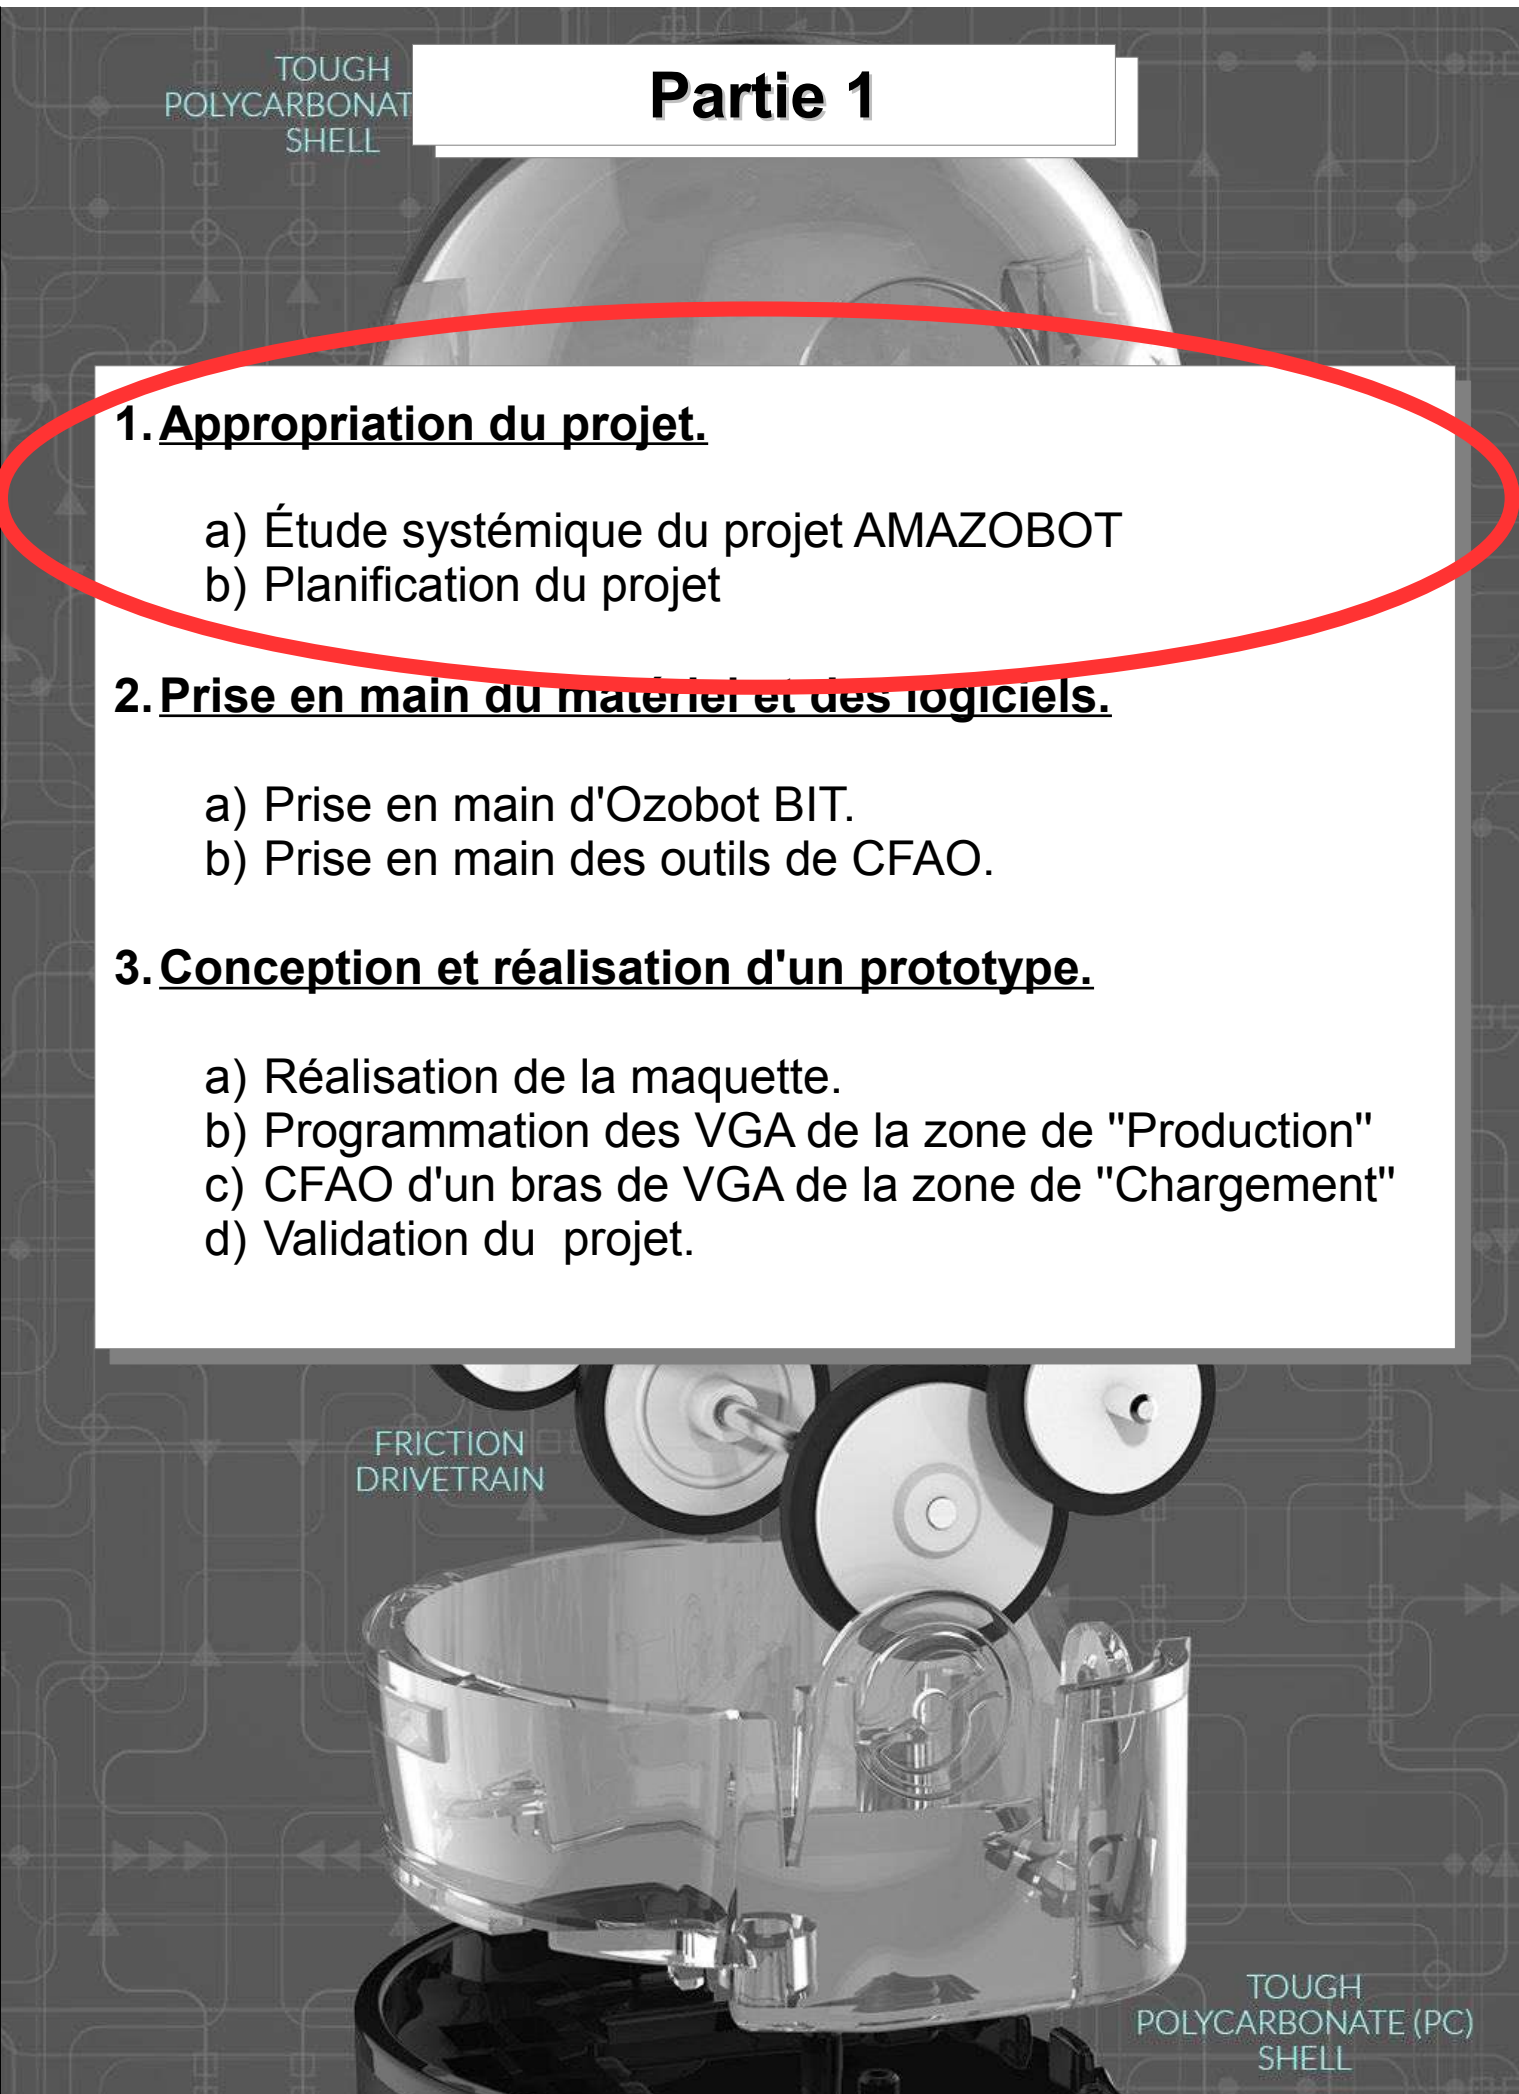 TOUGH
POLYCARBONAT
SHELL
Partie 1
1. Appropriation du projet.
a) Étude systémique du projet AMAZOBOT
b) Planification du projet
2. Prise en main du matériel et des logiciels.
a) Prise en main d'Ozobot BIT.
b) Prise en main des outils de CFAO.
3. Conception et réalisation d'un prototype.
a) Réalisation de la maquette.
b) Programmation des VGA de la zone de "Production"
c) CFAO d'un bras de VGA de la zone de "Chargement"
d) Validation du  projet.
FRICTION
DRIVETRAIN
TOUGH
POLYCARBONATE (PC)
SHELL